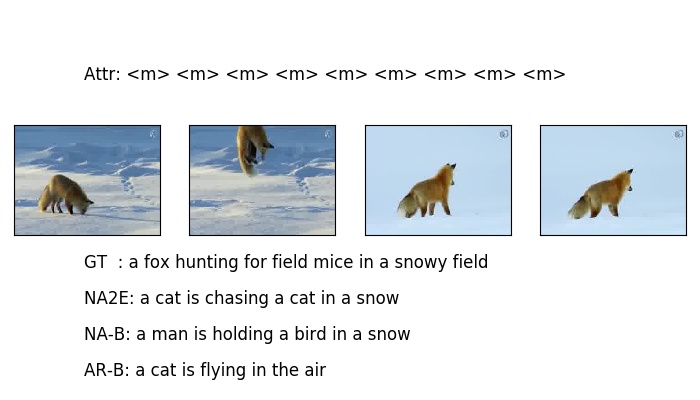 Attr: <m> <m> <m> <m> <m> <m> <m> <m> <m>
GT : a fox hunting for field mice in a snowy field
NA2E: a cat is chasing a cat in a snow
NA-B: a man is holding a bird in a snow
AR-B: a cat is flying in the air